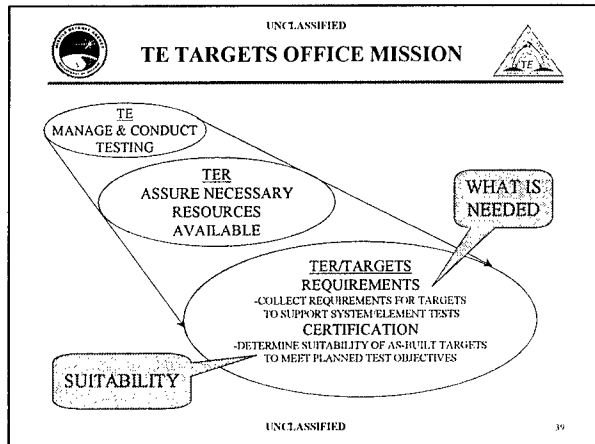 UNCLASSIFIED
TE TARGETS OFFICE MISSION
TE
TE
MANAGE & CONDUCT
TESTING
TER
ASSURE NECESSARY
RESOURCES
AVAILABLE
WHAT IS
NEEDED
TER/TARGETS
REQUIREMENTS
-COLLECT REQUIREMENTS FOR TARGETS
TO SUPPORT SYSTEM/ELEMENT TESTS
CERTIFICATION
-DETERMINE SUITABILITY OF AS-BUILT TARGETS
TO MEET PLANNED TEST OBJECTIVES
SUITABILITY
UNCLASSIFIED
39